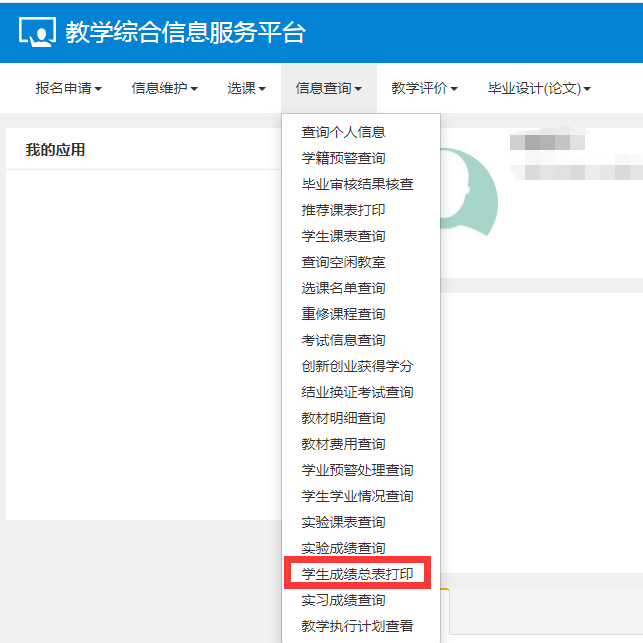 教学综合信息服务平台
报名申请 信息维护 选课 信息查询 教学评价 毕业设计(论文)
我的应用
查询个人信息
学籍预警查询
毕业审核结果核查
推荐课表打印
学生课表查询
查询空闲教室
选课名单查询
重修课程查询
考试信息查询
创新创业获得学分
结业换证考试查询
教材明细查询
教材费用查询
学业预警处理查询
学生学业情况查询
实验课表查询
实验成绩查询
学生成绩总表打印
实习成绩查询
教学执行计划查看